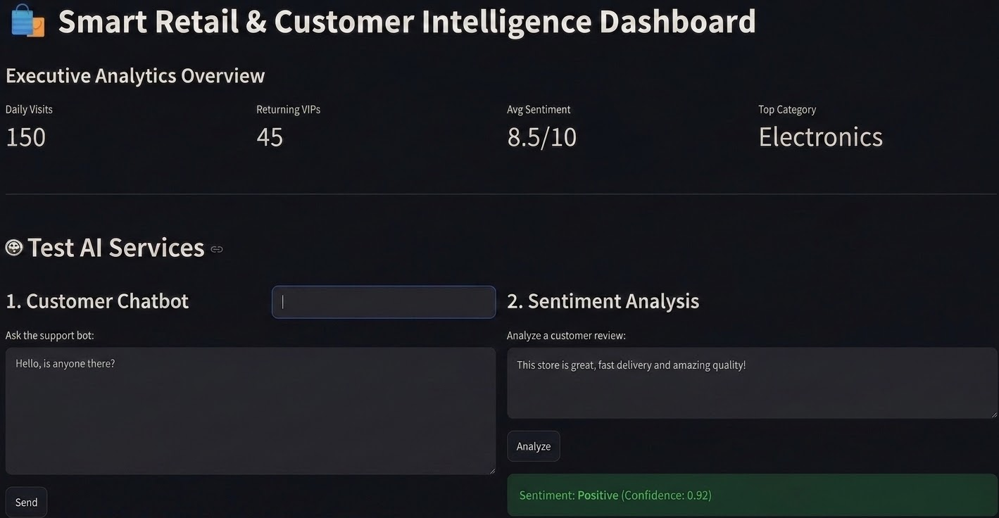 Smart Retail & Customer Intelligence Dashboard
Executive Analytics Overview
Daily Visits
150
Returning VIPs
45
Avg Sentiment
8.5/10
Top Category
Electronics
Test AI Services
1. Customer Chatbot
Ask the support bot:
Hello, is anyone there?
Send
2. Sentiment Analysis
Analyze a customer review:
This store is great, fast delivery and amazing quality!
Analyze
Sentiment: Positive (Confidence: 0.92)